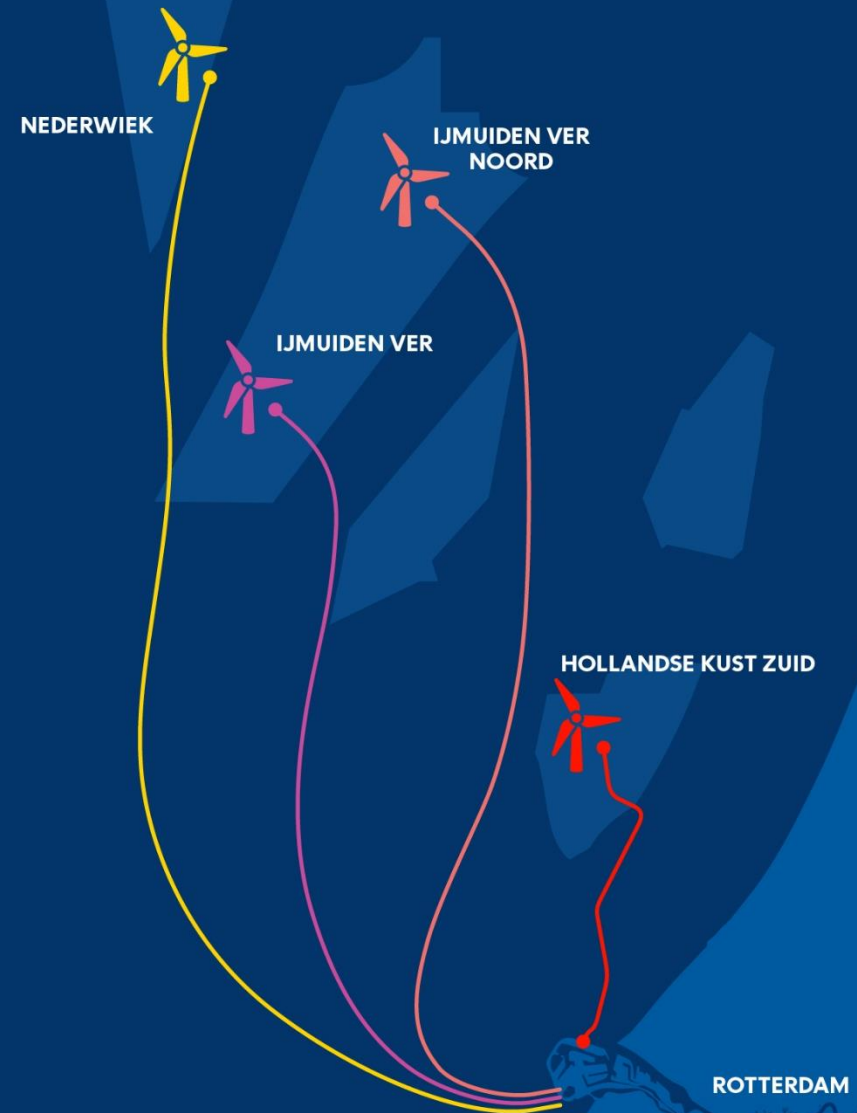 NEDERWIEK
IJMUIDEN VER
NOORD
IJMUIDEN VER
HOLLANDSE KUST ZUID
ROTTERDAM